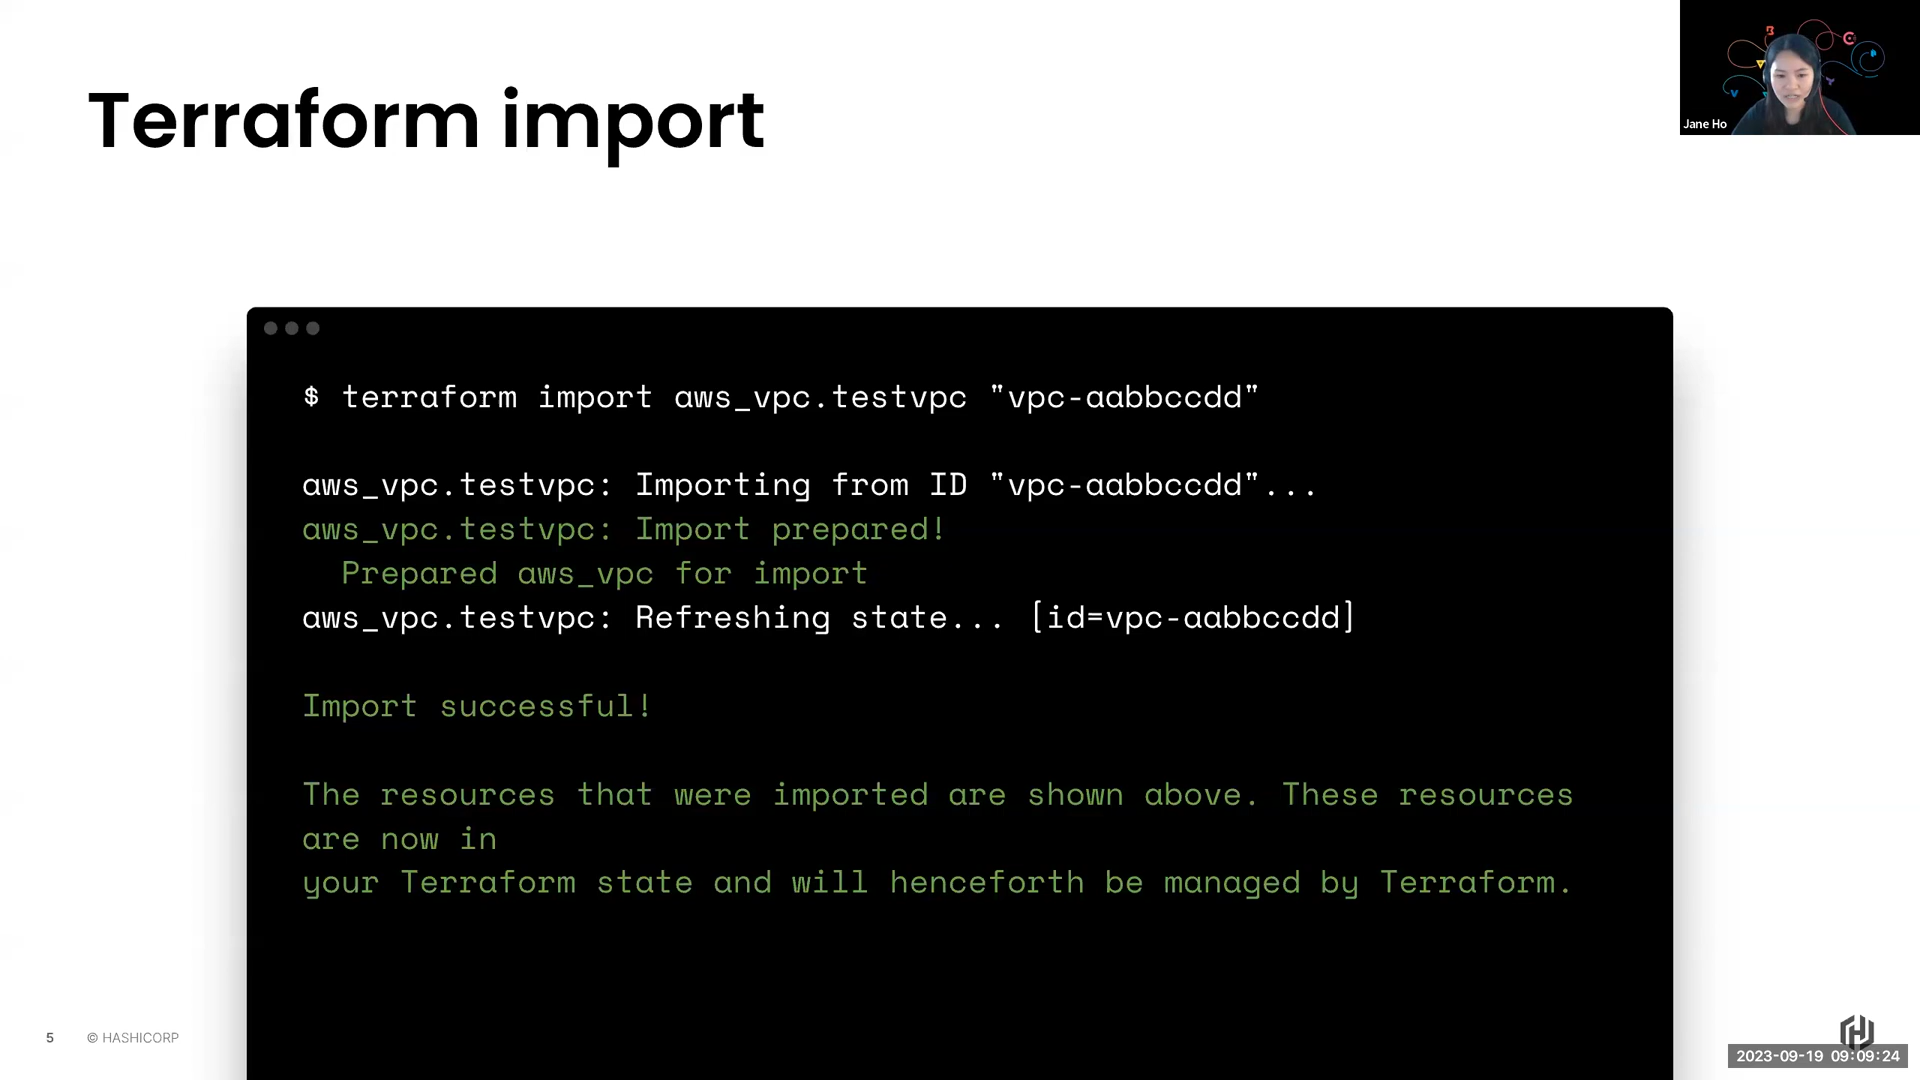 Terraform import
Jane Ho
$ terraform import aws_vpc.testvpc "vpc-aabbccdd"
aws_vpc.testvpc: Importing from ID "vpc-aabbccdd"...
aws_vpc.testvpc: Import prepared!
Prepared aws_vpc for import
aws_vpc.testvpc: Refreshing state... [id=vpc-aabbccdd]
Import successful!
The resources that were imported are shown above. These resources
are now in
your Terraform state and will henceforth be managed by Terraform.
5
© HASHICORP
2023-09-19 09:09:24